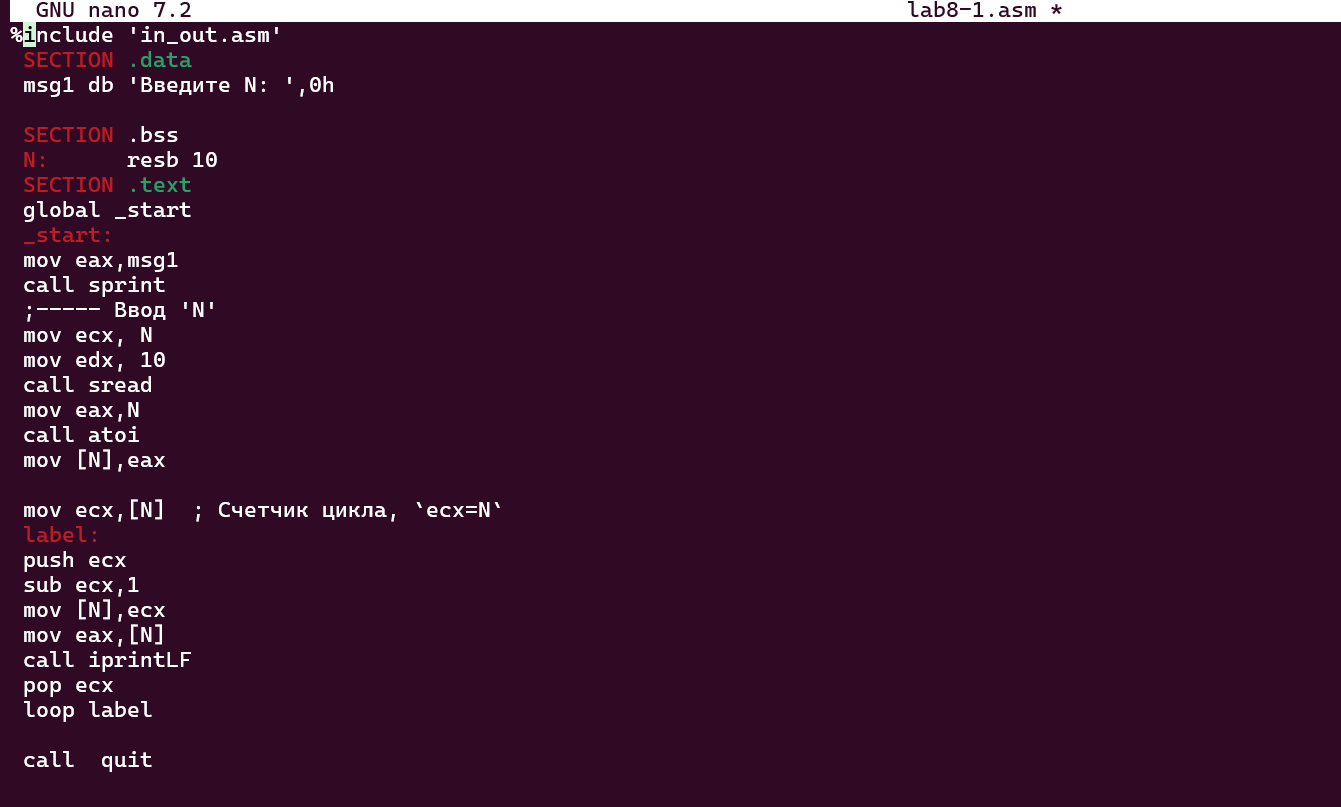 GNU nano 7.2 lab8-1.asm *
%include 'in_out.asm'
SECTION .data
msg1 db 'Введите N: ',0h
SECTION .bss
N: resb 10
SECTION .text
global _start
_start:
mov eax,msg1
call sprint
;----- Ввод 'N'
mov ecx, N
mov edx, 10
call sread
mov eax,N
call atoi
mov [N],eax
mov ecx,[N] ; Счетчик цикла, `ecx=N`
label:
push ecx
sub ecx,1
mov [N],ecx
mov eax,[N]
call iprintLF
pop ecx
loop label
call quit